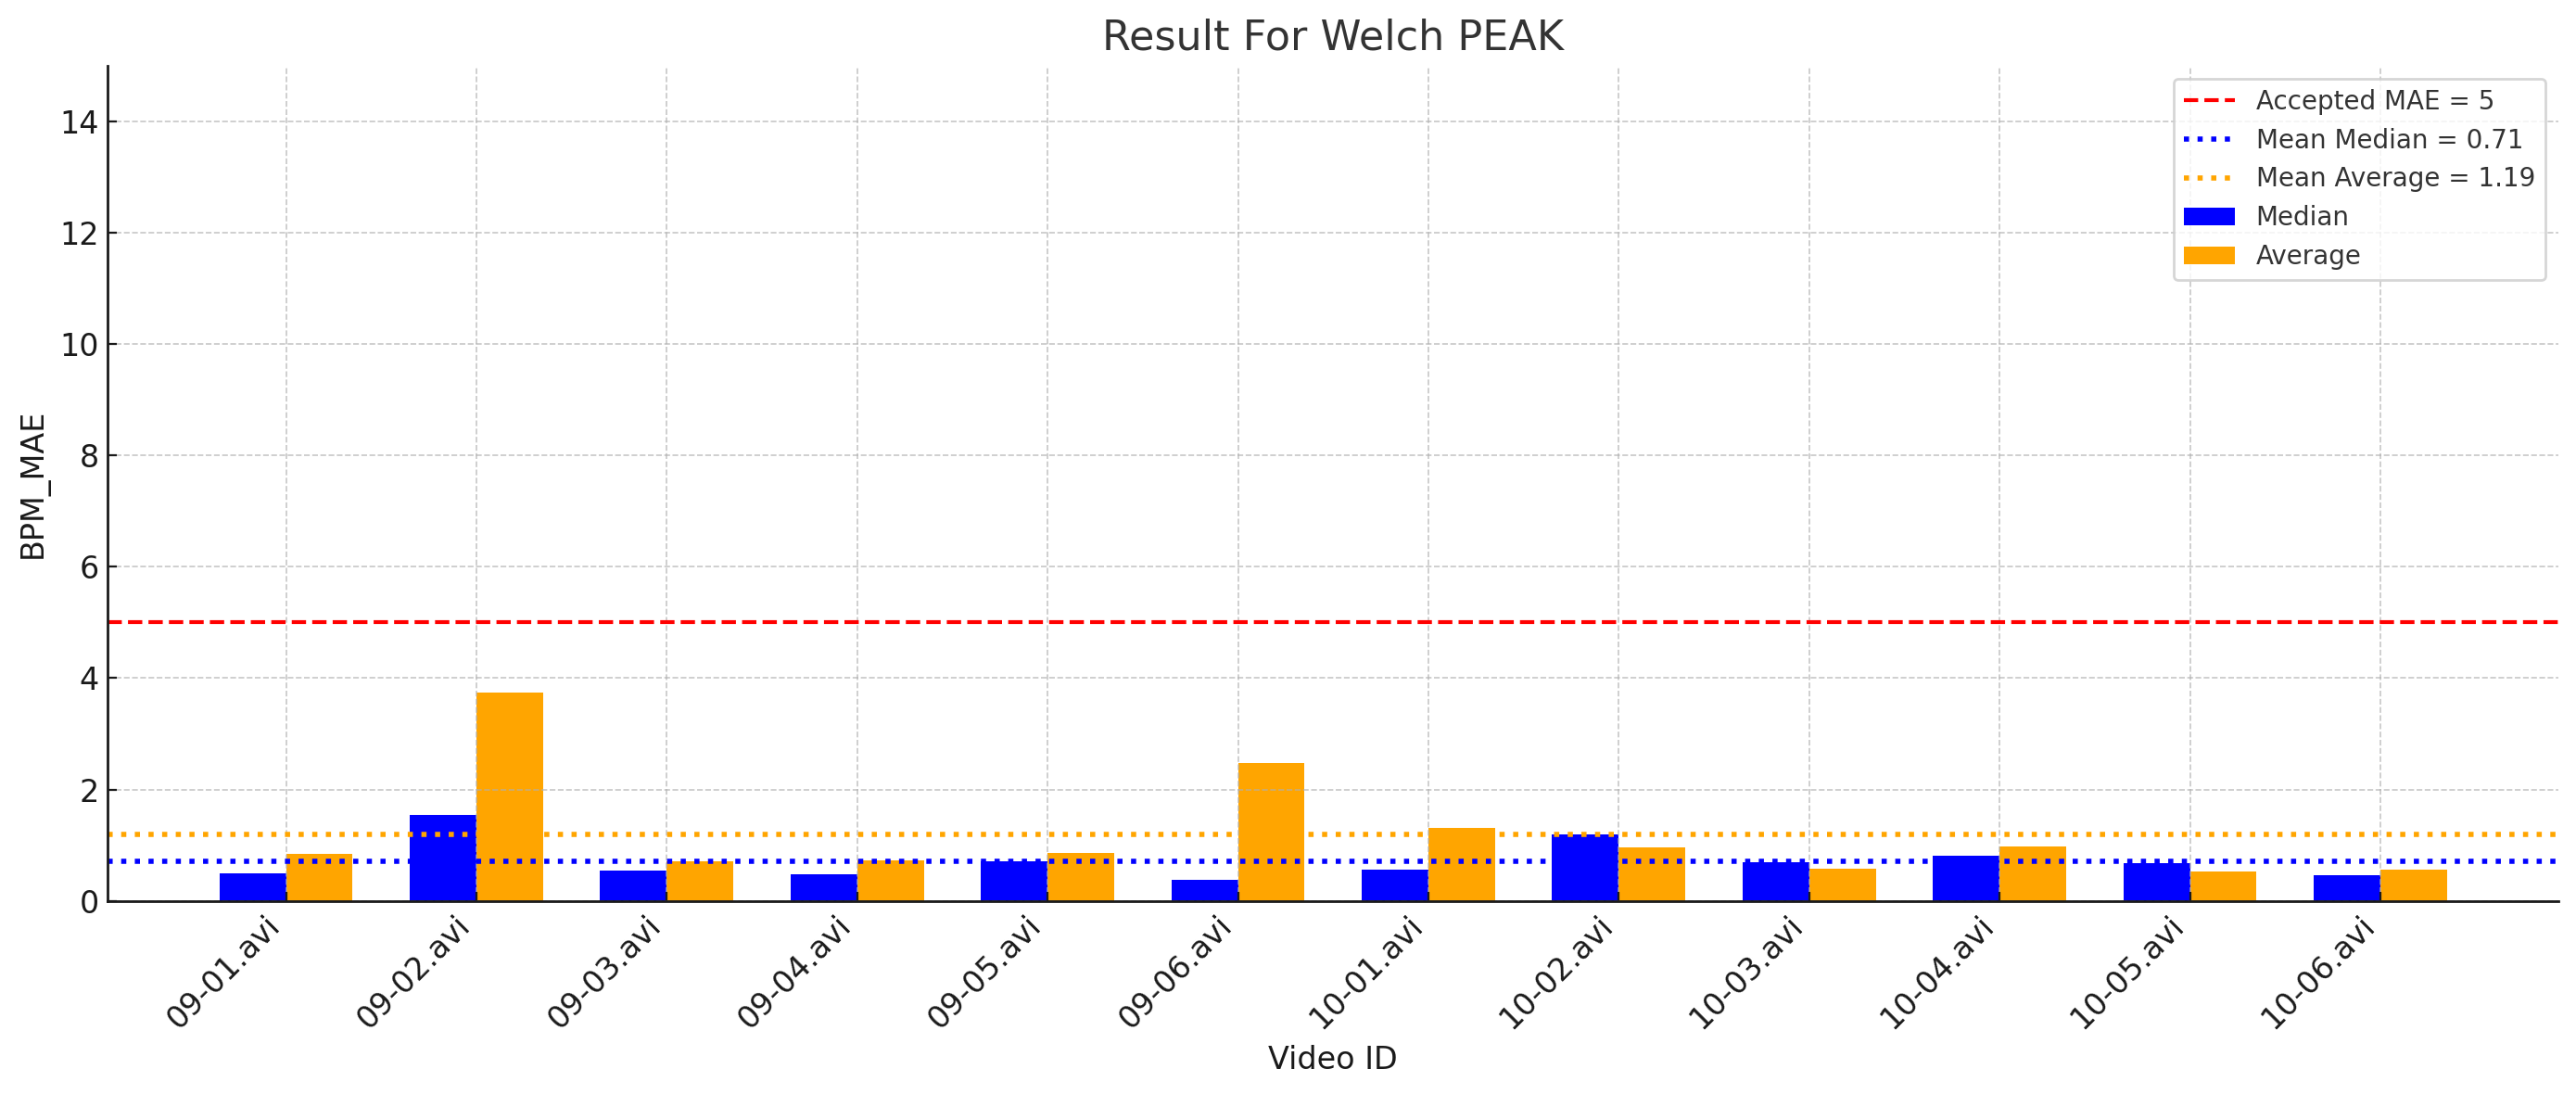 Result For Welch PEAK
Accepted MAE = 5
Mean Median = 0.71
Mean Average = 1.19
Median
Average
BPM_MAE
14
12
10
8
6
4
2
0
09-01.avi
09-02.avi
09-03.avi
09-04.avi
09-05.avi
09-06.avi
10-01.avi
10-02.avi
10-03.avi
10-04.avi
10-05.avi
10-06.avi
Video ID